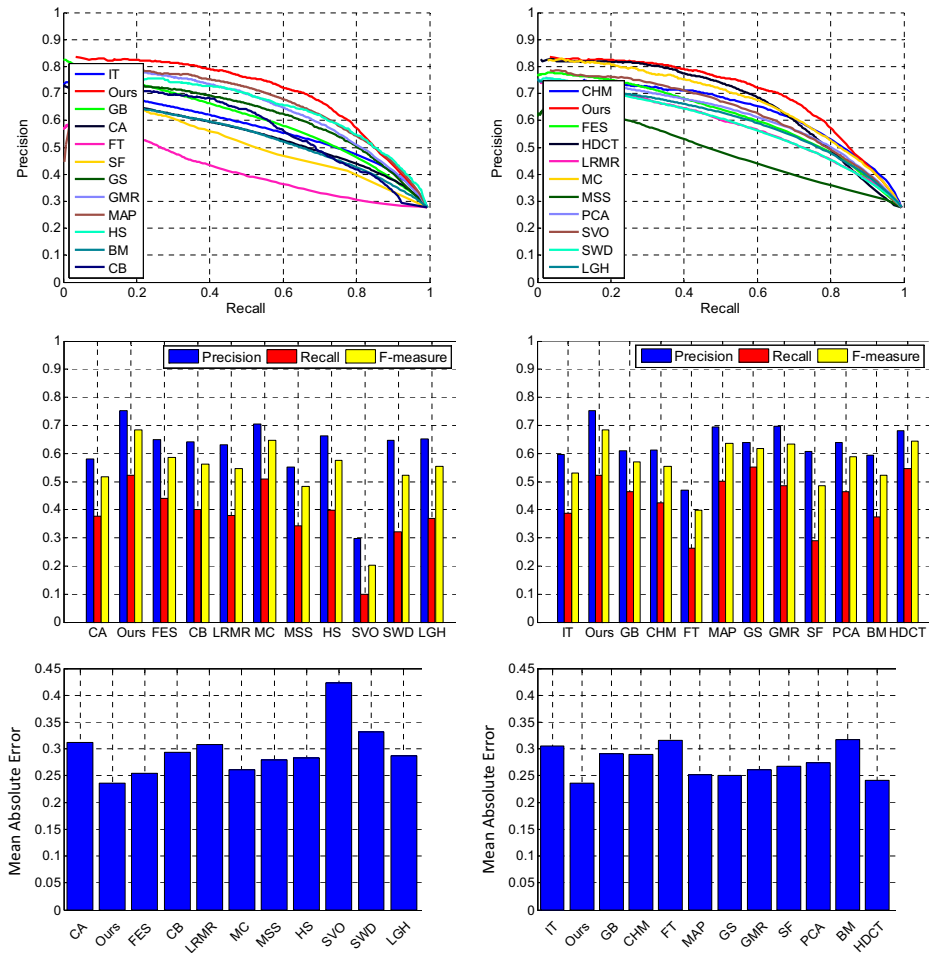 1
0.9
0.8
0.7
0.6
0.5
0.4
0.3
0.2
0.1
0
Precision
IT
Ours
GB
CA
FT
SF
GS
GMR
MAP
HS
BM
CB
0 0.2 0.4 0.6 0.8 1
Recall
1
0.9
0.8
0.7
0.6
0.5
0.4
0.3
0.2
0.1
0
Precision
CHM
Ours
FES
HDCT
LRMR
MC
MSS
PCA
SVO
SWD
LGH
0 0.2 0.4 0.6 0.8 1
Recall
Precision Recall F-measure
1
0.9
0.8
0.7
0.6
0.5
0.4
0.3
0.2
0.1
0
CA Ours FES CB LRMR MC MSS HS SVO SWD LGH
Precision Recall F-measure
1
0.9
0.8
0.7
0.6
0.5
0.4
0.3
0.2
0.1
0
IT Ours GB CHM FT MAP GS GMR SF PCA BM HDCT
0.45
0.4
0.35
0.3
0.25
0.2
0.15
0.1
0.05
0
Mean Absolute Error
CA Ours FES CB LRMR MC MSS HS SVO SWD LGH
0.45
0.4
0.35
0.3
0.25
0.2
0.15
0.1
0.05
0
Mean Absolute Error
IT Ours GB CHM FT MAP GS GMR SF PCA BM HDCT